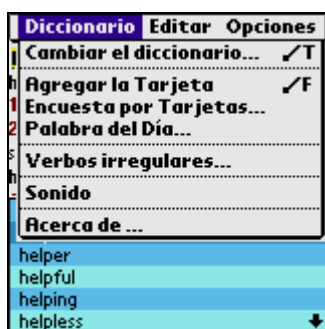 Diccionario Editar Opciones
Cambiar el diccionario... /T
Agregar la Tarjeta /F
Encuesta por Tarjetas...
Palabra del Día...
Verbos irregulares...
Sonido
Acerca de ...
helper
helpful
helping
helpless